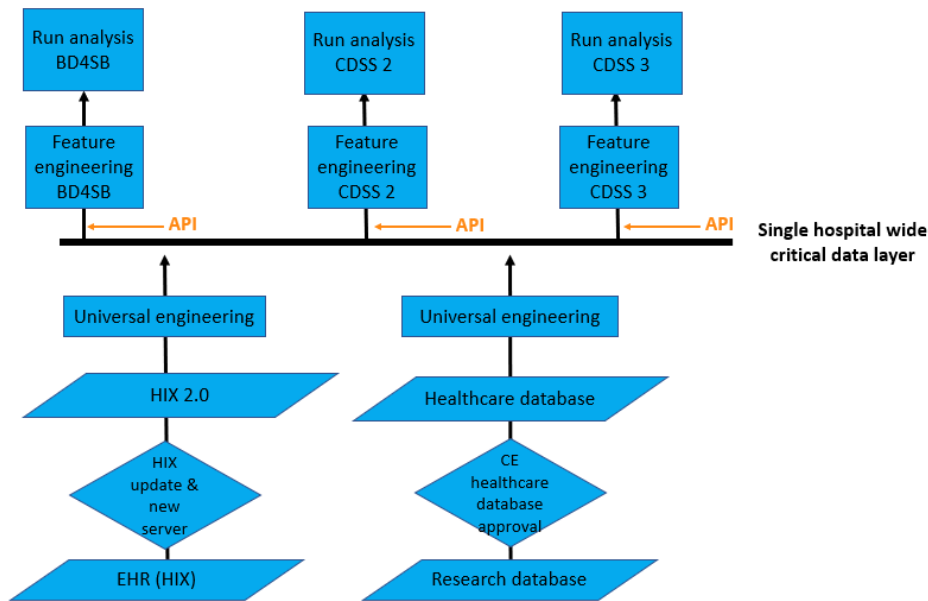 Run analysis
BD4SB
Run analysis
CDSS 2
Run analysis
CDSS 3
Feature
engineering
BD4SB
Feature
engineering
CDSS 2
Feature
engineering
CDSS 3
API
API
API
Single hospital wide
critical data layer
Universal engineering
Universal engineering
HIX 2.0
Healthcare database
HIX
update &
new
server
CE
healthcare
database
approval
EHR (HIX)
Research database